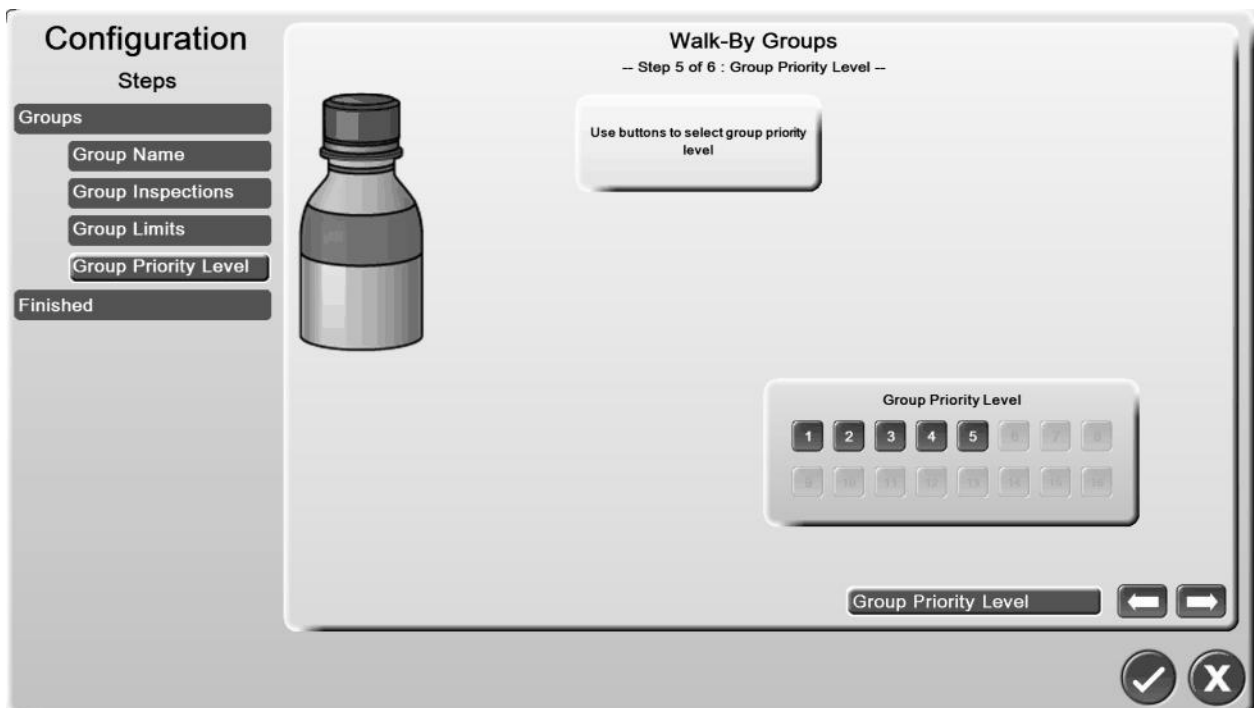 Configuration
Steps
Groups
Group Name
Group Inspections
Group Limits
Group Priority Level
Finished
Walk-By Groups
-- Step 5 of 6 : Group Priority Level --
Use buttons to select group priority
level
Group Priority Level
1 2 3 4 5 6 7 8
9 10 11 12 13 14 15 16
Group Priority Level